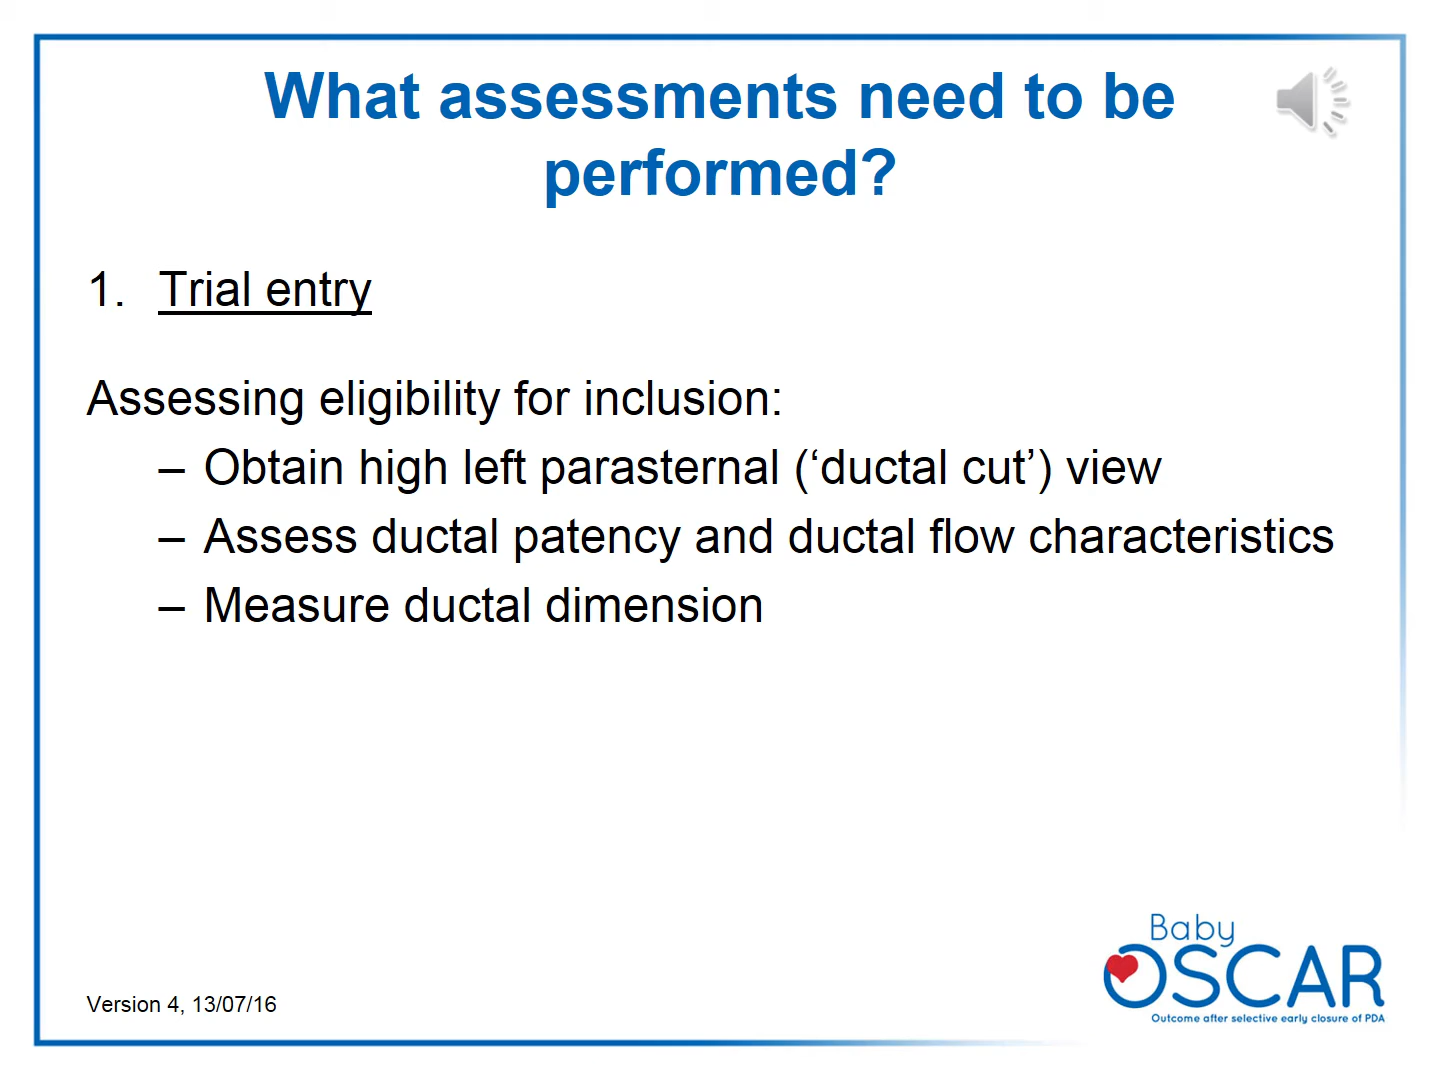 What assessments need to be
performed?
1. Trial entry
Assessing eligibility for inclusion:
– Obtain high left parasternal (‘ductal cut’) view
– Assess ductal patency and ductal flow characteristics
– Measure ductal dimension
Version 4, 13/07/16
Baby
OSCAR
Outcome after selective early closure of PDA